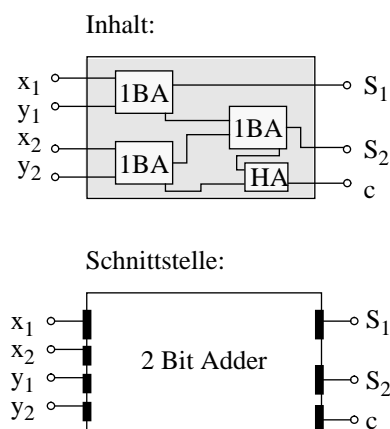 Inhalt:
x1 1BA S1
y1
1BA
x2 S2
y2 1BA
HA c
Schnittstelle:
x1 S1
x2
2 Bit Adder
y1 S2
y2
c